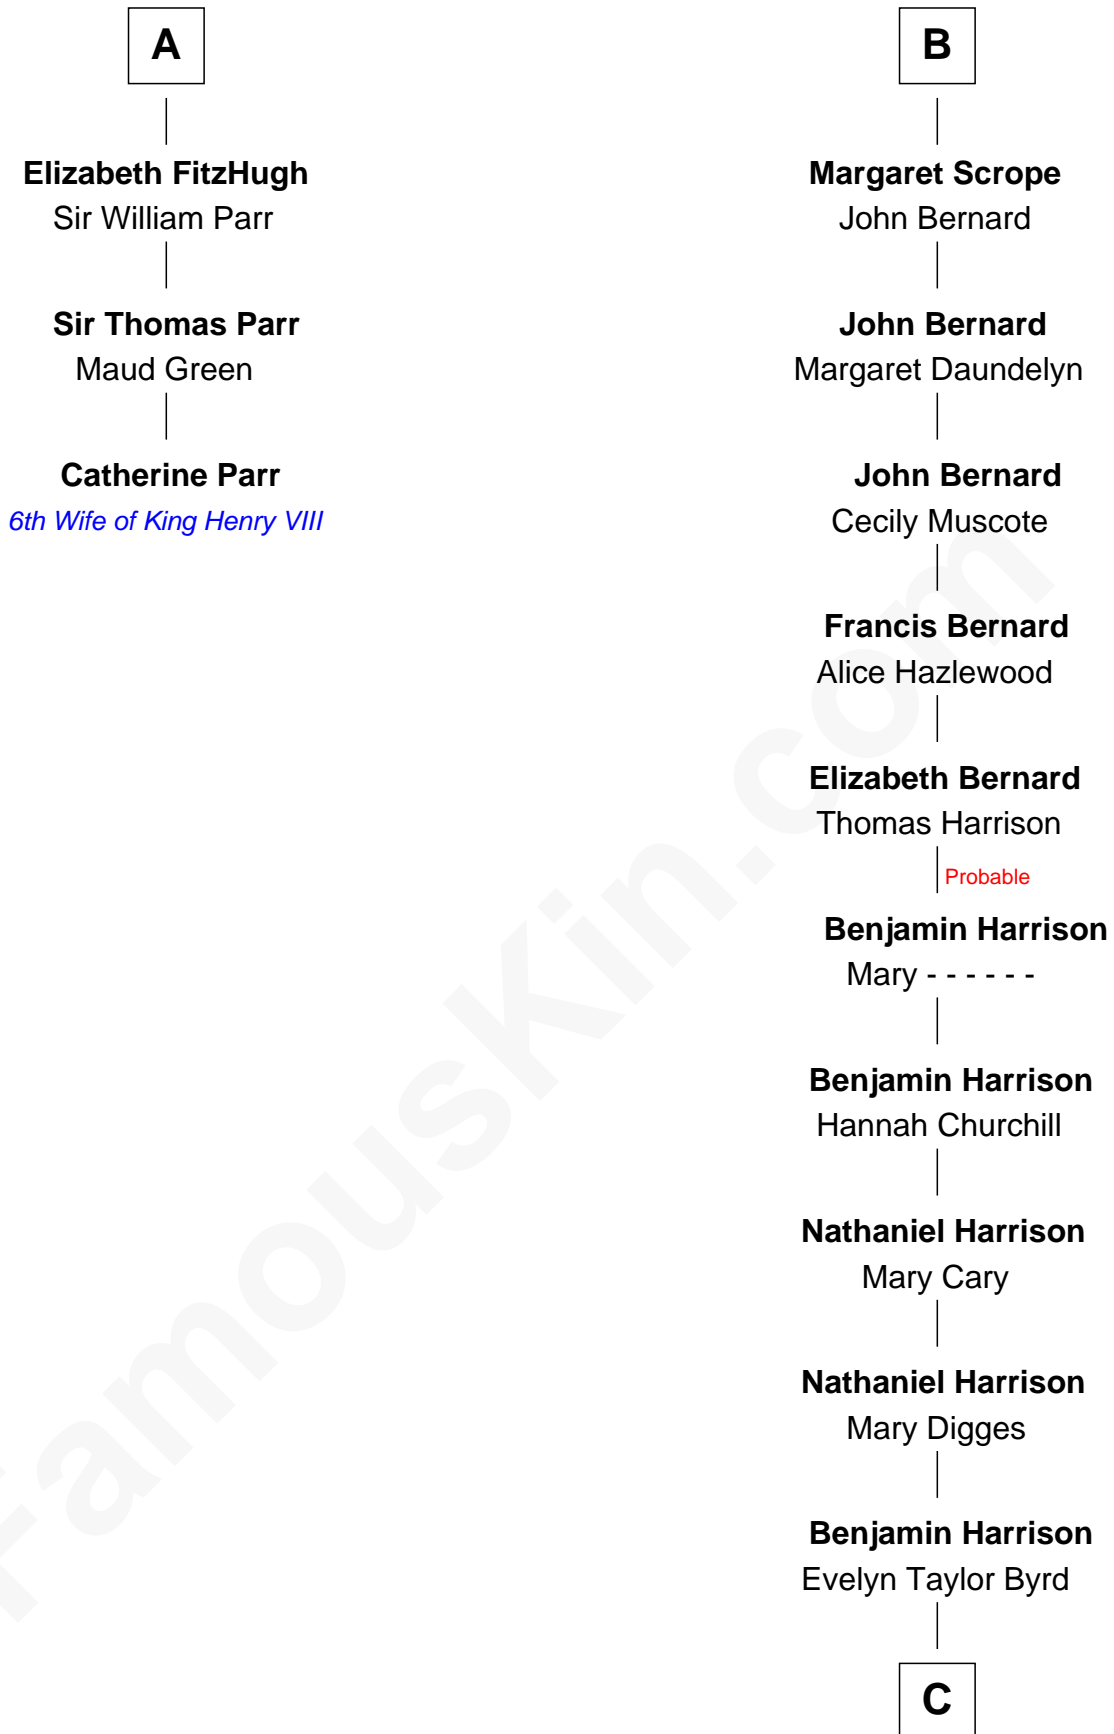 A
Elizabeth FitzHugh
Sir William Parr
Sir Thomas Parr
Maud Green
Catherine Parr
6th Wife of King Henry VIII
B
Margaret Scrope
John Bernard
John Bernard
Margaret Daundelyn
John Bernard
Cecily Muscote
Francis Bernard
Alice Hazlewood
Elizabeth Bernard
Thomas Harrison
Probable
Benjamin Harrison
Mary - - - - - -
Benjamin Harrison
Hannah Churchill
Nathaniel Harrison
Mary Cary
Nathaniel Harrison
Mary Digges
Benjamin Harrison
Evelyn Taylor Byrd
C
FamousKin.com